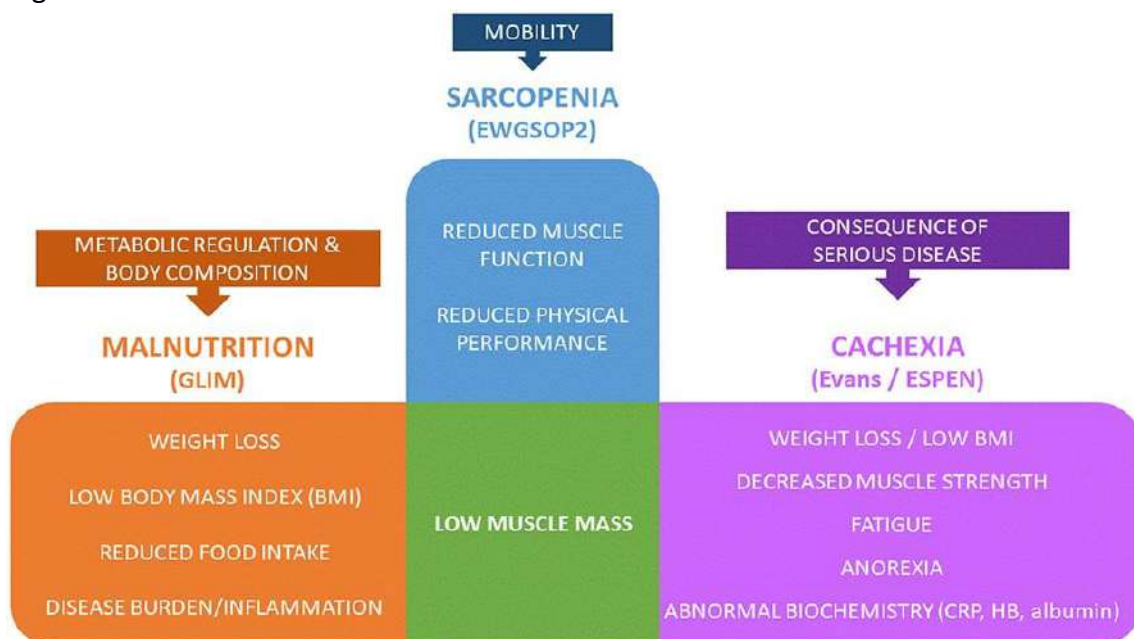 MOBILITY
SARCOPENIA
(EWGSOP2)
REDUCED MUSCLE
FUNCTION
REDUCED PHYSICAL
PERFORMANCE
METABOLIC REGULATION &
BODY COMPOSITION
MALNUTRITION
(GLIM)
WEIGHT LOSS
LOW BODY MASS INDEX (BMI)
REDUCED FOOD INTAKE
DISEASE BURDEN/INFLAMMATION
LOW MUSCLE MASS
CONSEQUENCE OF
SERIOUS DISEASE
CACHEXIA
(Evans / ESPEN)
WEIGHT LOSS / LOW BMI
DECREASED MUSCLE STRENGTH
FATIGUE
ANOREXIA
ABNORMAL BIOCHEMISTRY (CRP, HB, albumin)